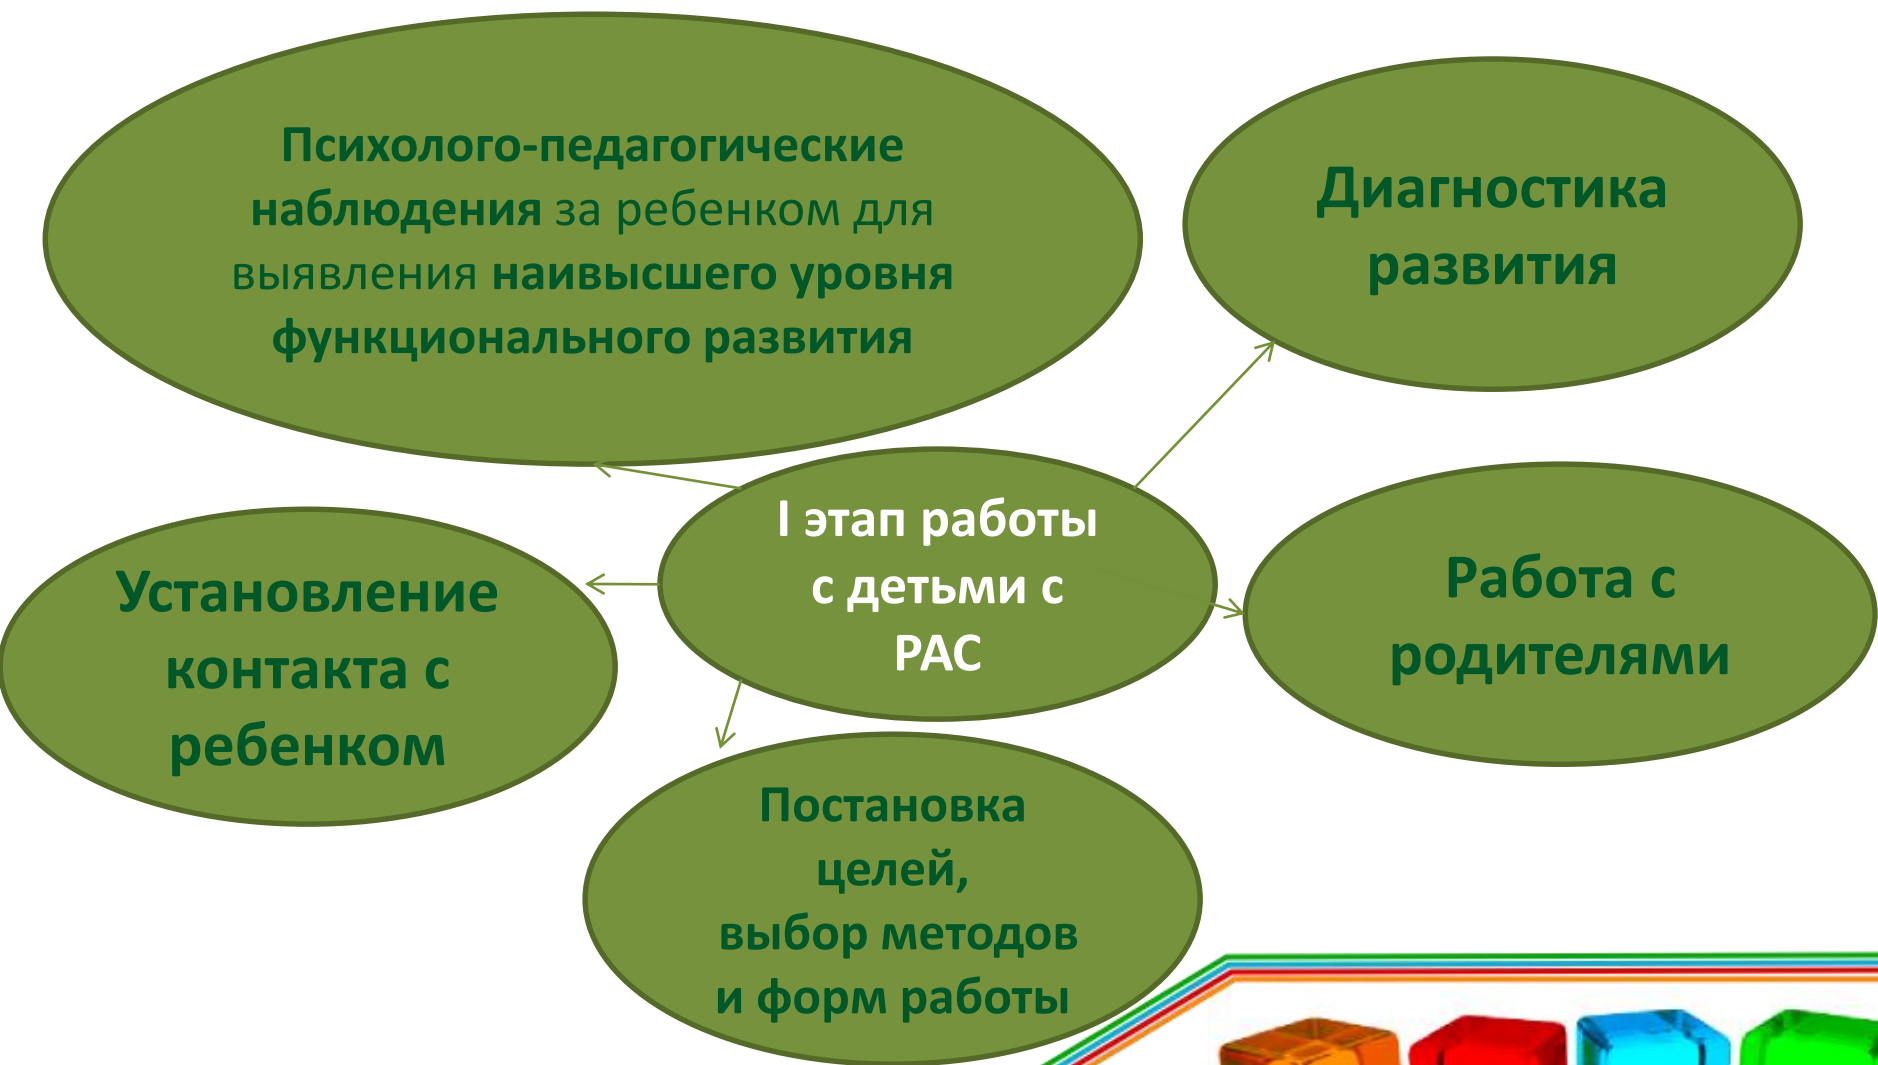 Психолого-педагогические
наблюдения за ребенком для
выявления наивысшего уровня
функционального развития
Диагностика
развития
I этап работы
с детьми с
РАС
Установление
контакта с
ребенком
Работа с
родителями
Постановка
целей,
выбор методов
и форм работы